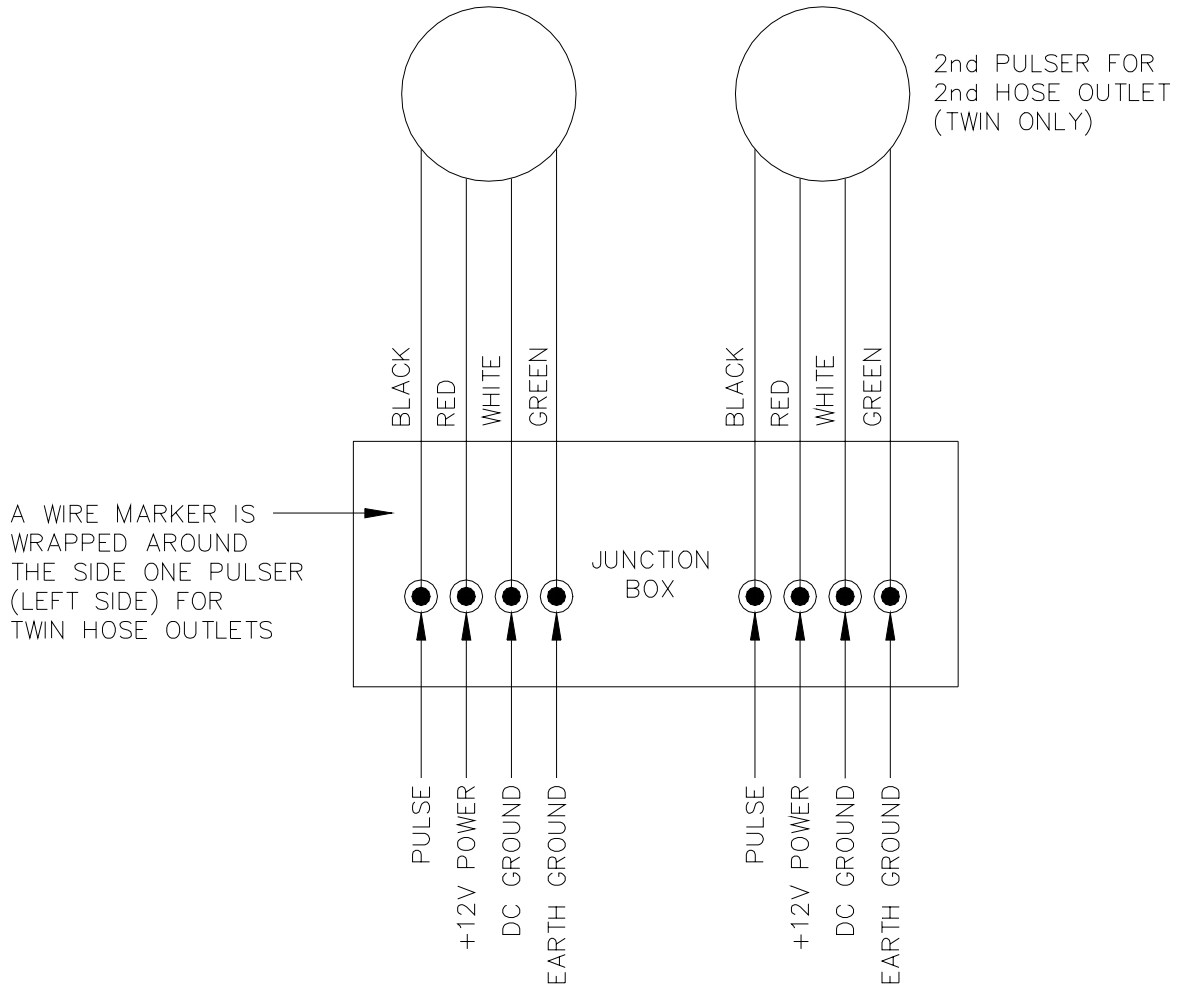 2nd PULSER FOR
2nd HOSE OUTLET
(TWIN ONLY)
BLACK
RED
WHITE
GREEN
BLACK
RED
WHITE
GREEN
A WIRE MARKER IS
WRAPPED AROUND
THE SIDE ONE PULSER
(LEFT SIDE) FOR
TWIN HOSE OUTLETS
JUNCTION
BOX
PULSE
+12V POWER
DC GROUND
EARTH GROUND
PULSE
+12V POWER
DC GROUND
EARTH GROUND